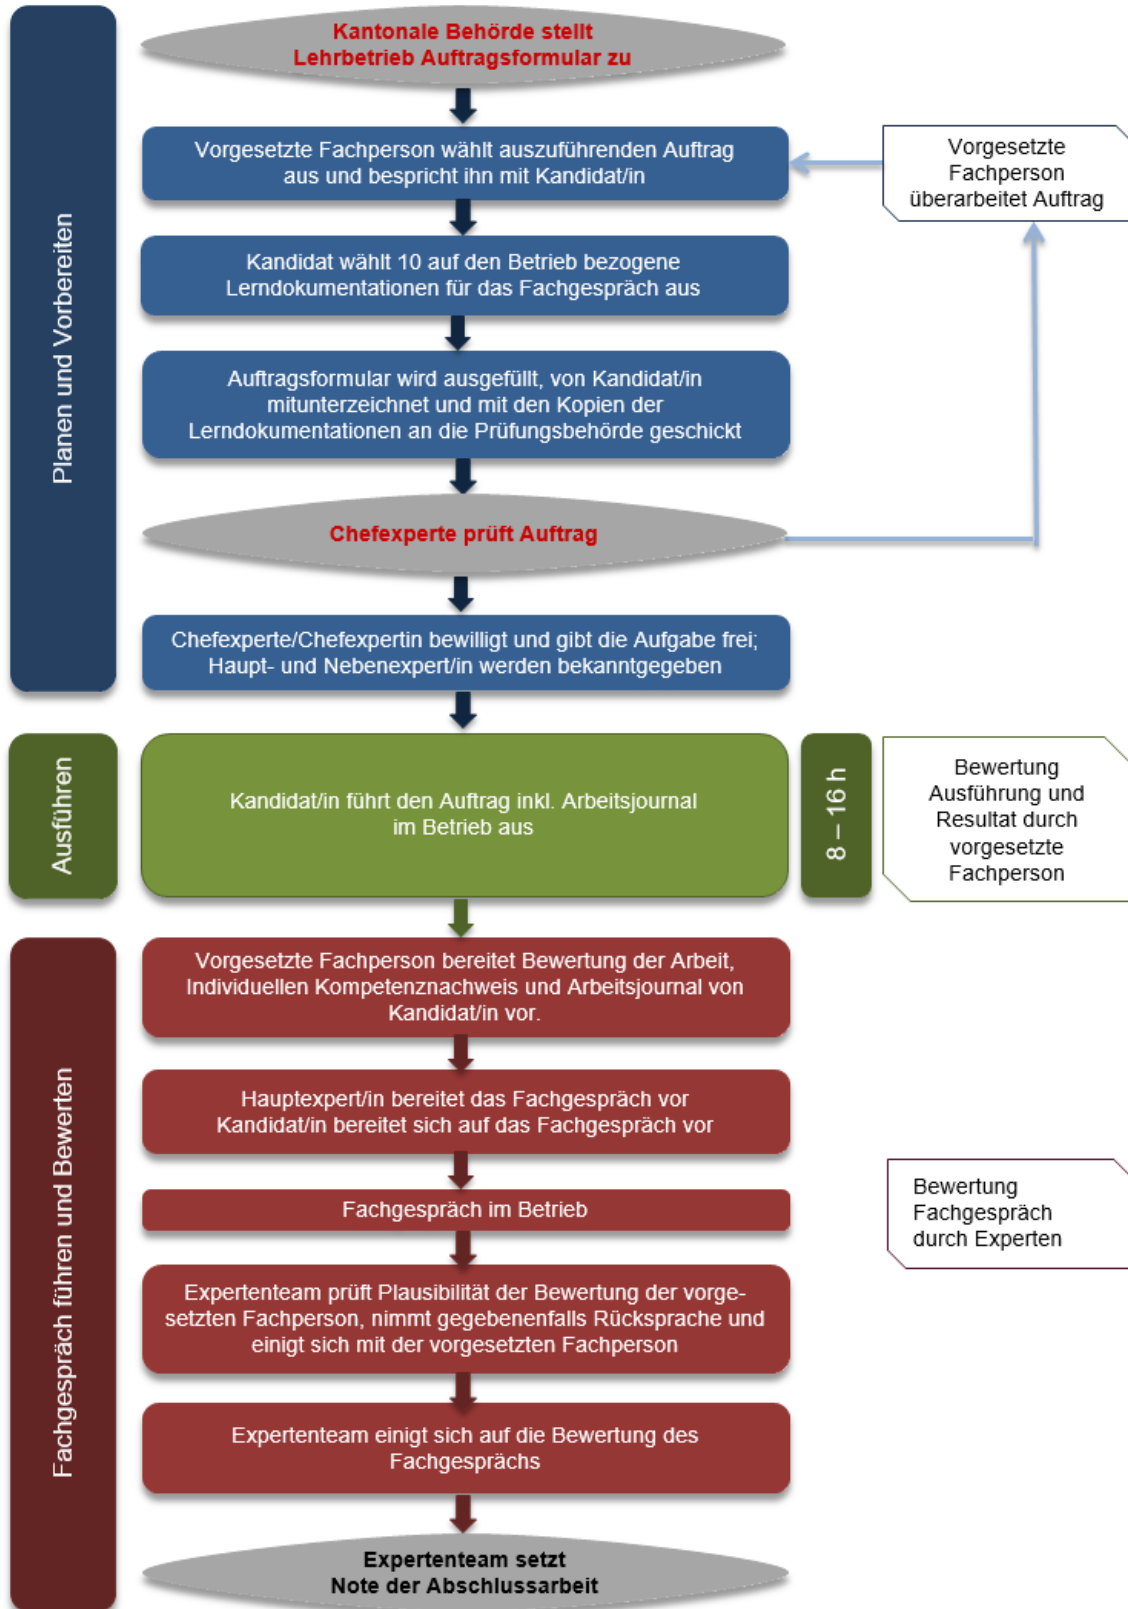 Planen und Vorbereiten
Kantonale Behörde stellt
Lehrbetrieb Auftragsformular zu
Vorgesetzte Fachperson wählt auszuführenden Auftrag
aus und bespricht ihn mit Kandidat/in
Vorgesetzte
Fachperson
überarbeitet Auftrag
Kandidat wählt 10 auf den Betrieb bezogene
Lerndokumentationen für das Fachgespräch aus
Auftragsformular wird ausgefüllt, von Kandidat/in
mitunterzeichnet und mit den Kopien der
Lerndokumentationen an die Prüfungsbehörde geschickt
Chefexperte prüft Auftrag
Chefexperte/Chefexpertin bewilligt und gibt die Aufgabe frei;
Haupt- und Nebenexpert/in werden bekanntgegeben
Ausführen
Kandidat/in führt den Auftrag inkl. Arbeitsjournal
im Betrieb aus
8 – 16 h
Bewertung
Ausführung und
Resultat durch
vorgesetzte
Fachperson
Fachgespräch führen und Bewerten
Vorgesetzte Fachperson bereitet Bewertung der Arbeit,
Individuellen Kompetenznachweis und Arbeitsjournal von
Kandidat/in vor.
Hauptexpert/in bereitet das Fachgespräch vor
Kandidat/in bereitet sich auf das Fachgespräch vor
Fachgespräch im Betrieb
Bewertung
Fachgespräch
durch Experten
Expertenteam prüft Plausibilität der Bewertung der vorge-
setzten Fachperson, nimmt gegebenenfalls Rücksprache und
einigt sich mit der vorgesetzten Fachperson
Expertenteam einigt sich auf die Bewertung des
Fachgesprächs
Expertenteam setzt
Note der Abschlussarbeit